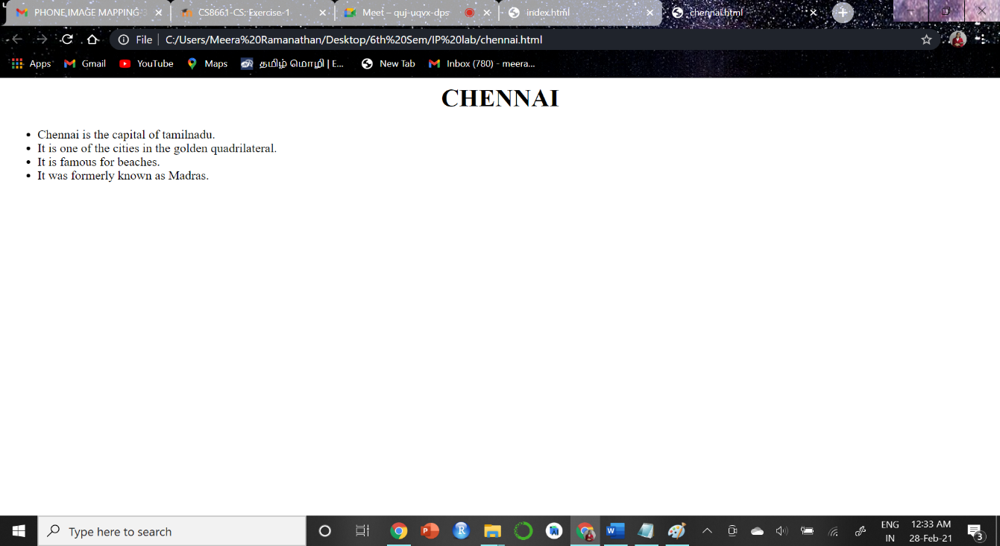 PHONE,IMAGE MAPPING
CS8661-CS: Exercise-1
Meet – quj-uqvx-dps
index.html
chennai.html
File
C:/Users/Meera%20Ramanathan/Desktop/6th%20Sem/IP%20lab/chennai.html
Apps
Gmail
YouTube
Maps
தமிழ் மொழி | E...
New Tab
Inbox (780) - meera...
CHENNAI
• Chennai is the capital of tamilnadu.
• It is one of the cities in the golden quadrilateral.
• It is famous for beaches.
• It was formerly known as Madras.
Type here to search
ENG
IN
12:33 AM
28-Feb-21
3